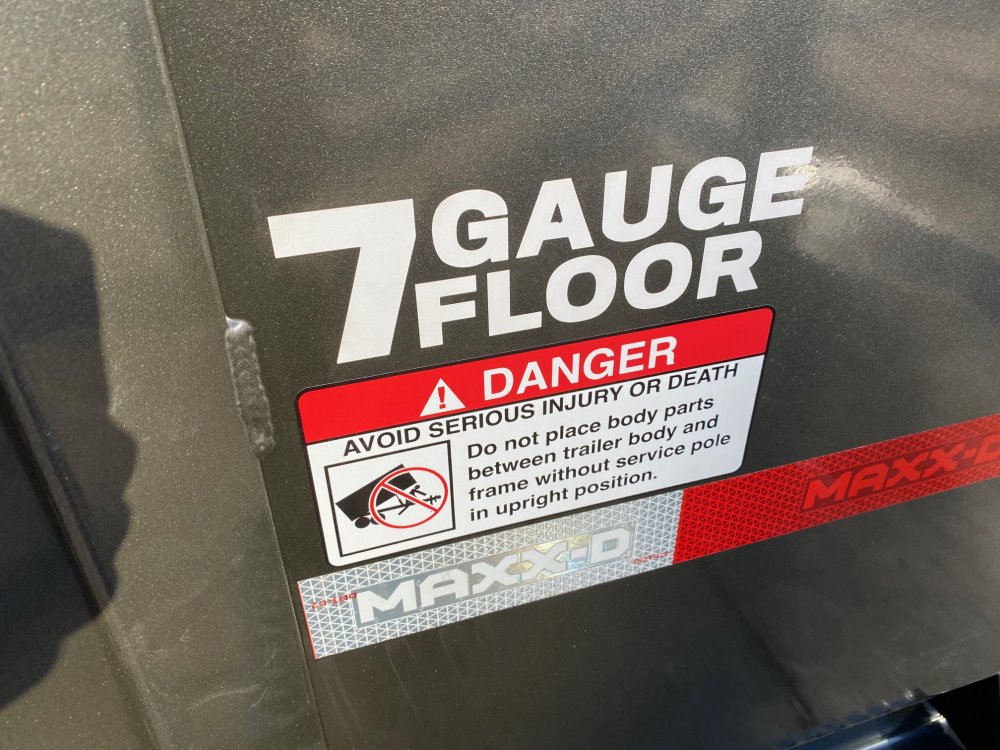 7 GAUGE
FLOOR
DANGER
AVOID SERIOUS INJURY OR DEATH
Do not place body parts
between trailer body and
frame without service pole
in upright position.
MAXX-D
MAXX-D